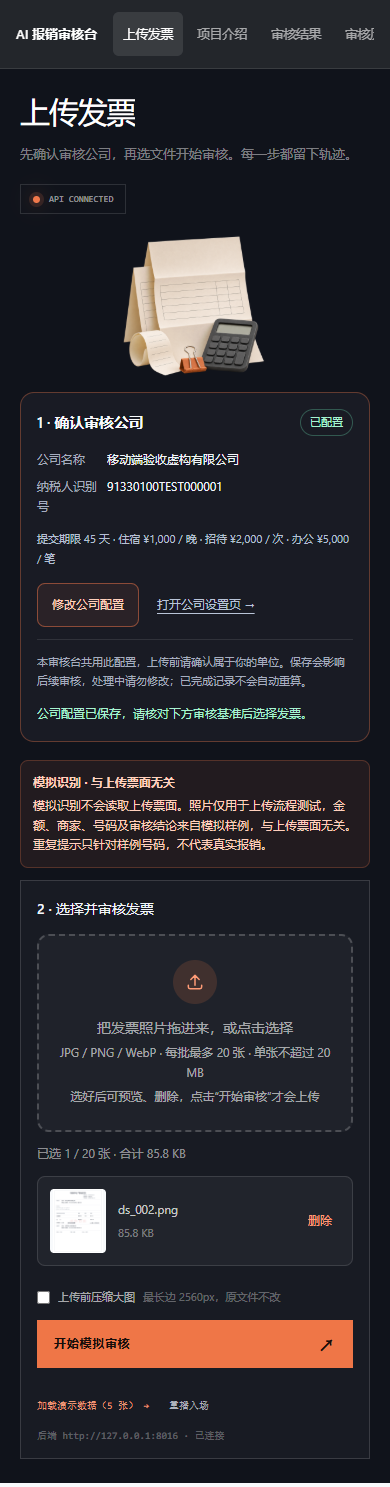 AI 报销审核台 上传发票 项目介绍 审核结果
上传发票
先确认审核公司，再选文件开始审核。每一步都留下轨迹。
API CONNECTED
1 · 确认审核公司 已配置
公司名称 移动端验收虚构有限公司
纳税人识别 91330100TEST000001
号
提交期限 45 天 · 住宿 ¥1,000 / 晚 · 招待 ¥2,000 / 次 · 办公 ¥5,000
/ 笔
修改公司配置 打开公司设置页 →
本审核台共用此配置，上传前请确认属于你的单位。保存会影响
后续审核，处理中请勿修改；已完成记录不会自动重算。
公司配置已保存，请核对下方审核基准后选择发票。
模拟识别 · 与上传票面无关
模拟识别不会读取上传票面。照片仅用于上传流程测试，金
额、商家、号码及审核结论来自模拟样例，与上传票面无关。
重复提示只针对样例号码，不代表真实报销。
2 · 选择并审核发票
把发票照片拖进来，或点击选择
JPG / PNG / WebP · 每批最多 20 张 · 单张不超过 20
MB
选好后可预览、删除，点击“开始审核”才会上传
已选 1 / 20 张 · 合计 85.8 KB
ds_002.png
85.8 KB
删除
上传前压缩大图 最长边 2560px，原文件不改
开始模拟审核 ↗
加载演示数据（5 张） → 重播入场
后端 http://127.0.0.1:8016 · 已连接